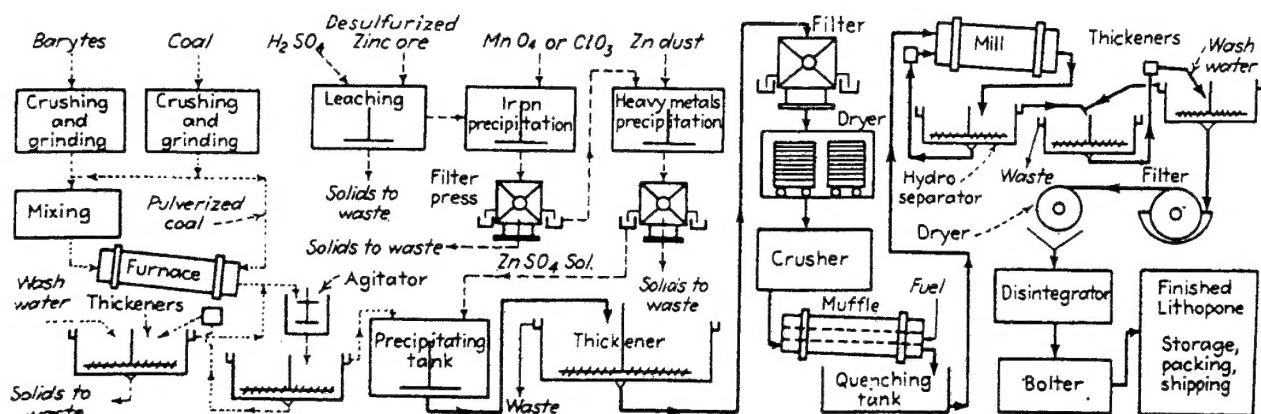 Barytes
Coal
H2SO4
Desulfurized
Zinc ore
MnO4 or ClO3
Zn dust
Crushing
and
grinding
Crushing
and
grinding
Leaching
Iron
precipitation
Heavy metals
precipitation
Solids to
waste
Filter
press
Mixing
Pulverized
coal
Solids to waste
ZnSO4 Sol.
Solids to
waste
Furnace
Agitator
Wash
water
Thickeners
Precipitating
tank
Thickener
Solids to
waste
Waste
Filter
Dryer
Crusher
Muffle
Fuel
Quenching
tank
Mill
Thickeners
Wash
water
Waste
Hydro
separator
Filter
Dryer
Disintegrator
Bolter
Finished
Lithopone
Storage,
packing,
shipping